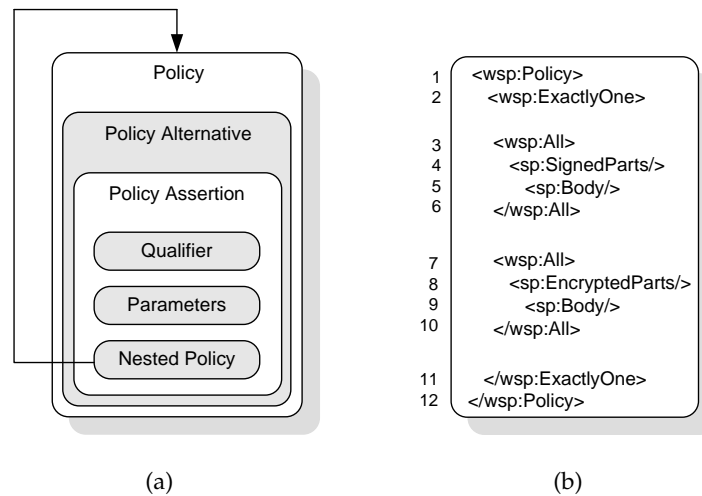 Policy
Policy Alternative
Policy Assertion
Qualifier
Parameters
Nested Policy
(a)
1 <wsp:Policy>
2 <wsp:ExactlyOne>
3 <wsp:All>
4 <sp:SignedParts/>
5 <sp:Body/>
6 </wsp:All>
7 <wsp:All>
8 <sp:EncryptedParts/>
9 <sp:Body/>
10 </wsp:All>
11 </wsp:ExactlyOne>
12 </wsp:Policy>
(b)